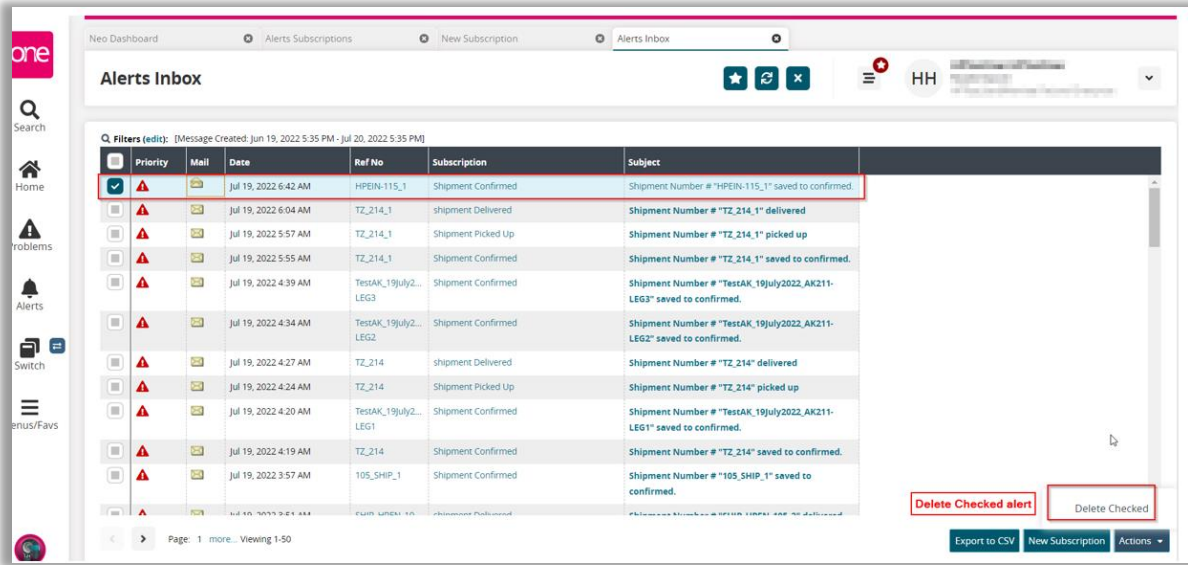 Neo Dashboard Alerts Subscriptions New Subscription Alerts Inbox
one
Alerts Inbox
HH
Search
Filters (edit): [Message Created: Jun 19, 2022 5:35 PM - Jul 20, 2022 5:35 PM]
Priority Mail Date Ref No Subscription Subject
Home
Jul 19, 2022 6:42 AM HPEIN-115_1 Shipment Confirmed Shipment Number # "HPEIN-115_1" saved to confirmed.
Jul 19, 2022 6:04 AM TZ_214_1 shipment Delivered Shipment Number # "TZ_214_1" delivered
Jul 19, 2022 5:57 AM TZ_214_1 Shipment Picked Up Shipment Number # "TZ_214_1" picked up
Problems
Jul 19, 2022 5:55 AM TZ_214_1 Shipment Confirmed Shipment Number # "TZ_214_1" saved to confirmed.
Jul 19, 2022 4:39 AM TestAK_19July2... Shipment Confirmed Shipment Number # "TestAK_19July2022_AK211-
LEG3 LEG3" saved to confirmed.
Alerts
Jul 19, 2022 4:34 AM TestAK_19July2... Shipment Confirmed Shipment Number # "TestAK_19July2022_AK211-
LEG2 LEG2" saved to confirmed.
Switch
Jul 19, 2022 4:27 AM TZ_214 shipment Delivered Shipment Number # "TZ_214" delivered
Jul 19, 2022 4:24 AM TZ_214 Shipment Picked Up Shipment Number # "TZ_214" picked up
Jul 19, 2022 4:20 AM TestAK_19July2... Shipment Confirmed Shipment Number # "TestAK_19July2022_AK211-
LEG1 LEG1" saved to confirmed.
enus/Favs
Jul 19, 2022 4:19 AM TZ_214 Shipment Confirmed Shipment Number # "TZ_214" saved to confirmed.
Jul 19, 2022 3:57 AM 105_SHIP_1 Shipment Confirmed Shipment Number # "105_SHIP_1" saved to
confirmed.
Delete Checked alert Delete Checked
Page: 1 more... Viewing 1-50
Export to CSV New Subscription Actions